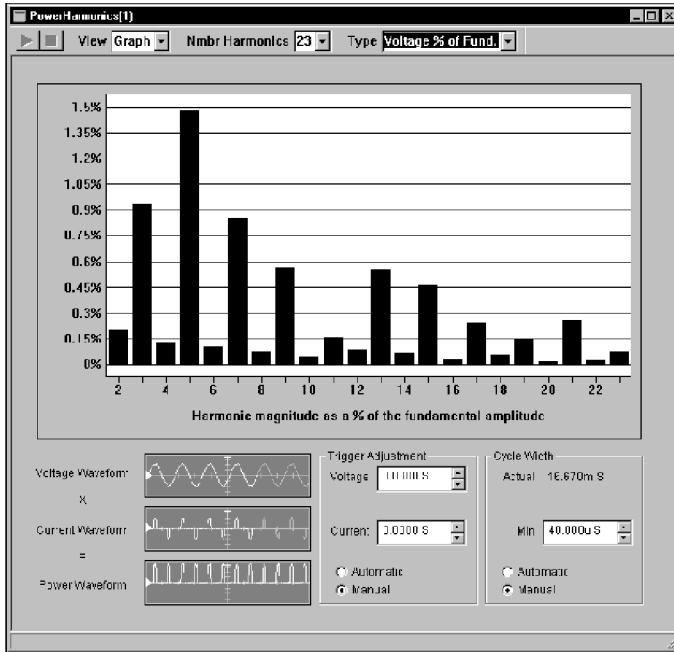 PowerHarmonics(1)
View Graph Nmbr Harmonics 23 Type Voltage % of Fund.
1.5%
1.35%
1.2%
1.05%
0.9%
0.75%
0.6%
0.45%
0.3%
0.15%
0%
2 4 6 8 10 12 14 16 18 20 22
Harmonic magnitude as a % of the fundamental amplitude
Voltage Waveform
X
Current Waveform
=
Power Waveform
Trigger Adjustment
Voltage S
Current 0.0000 S
Automatic
Manual
Cycle Width
Actual 16.670m S
Min 40.000u S
Automatic
Manual